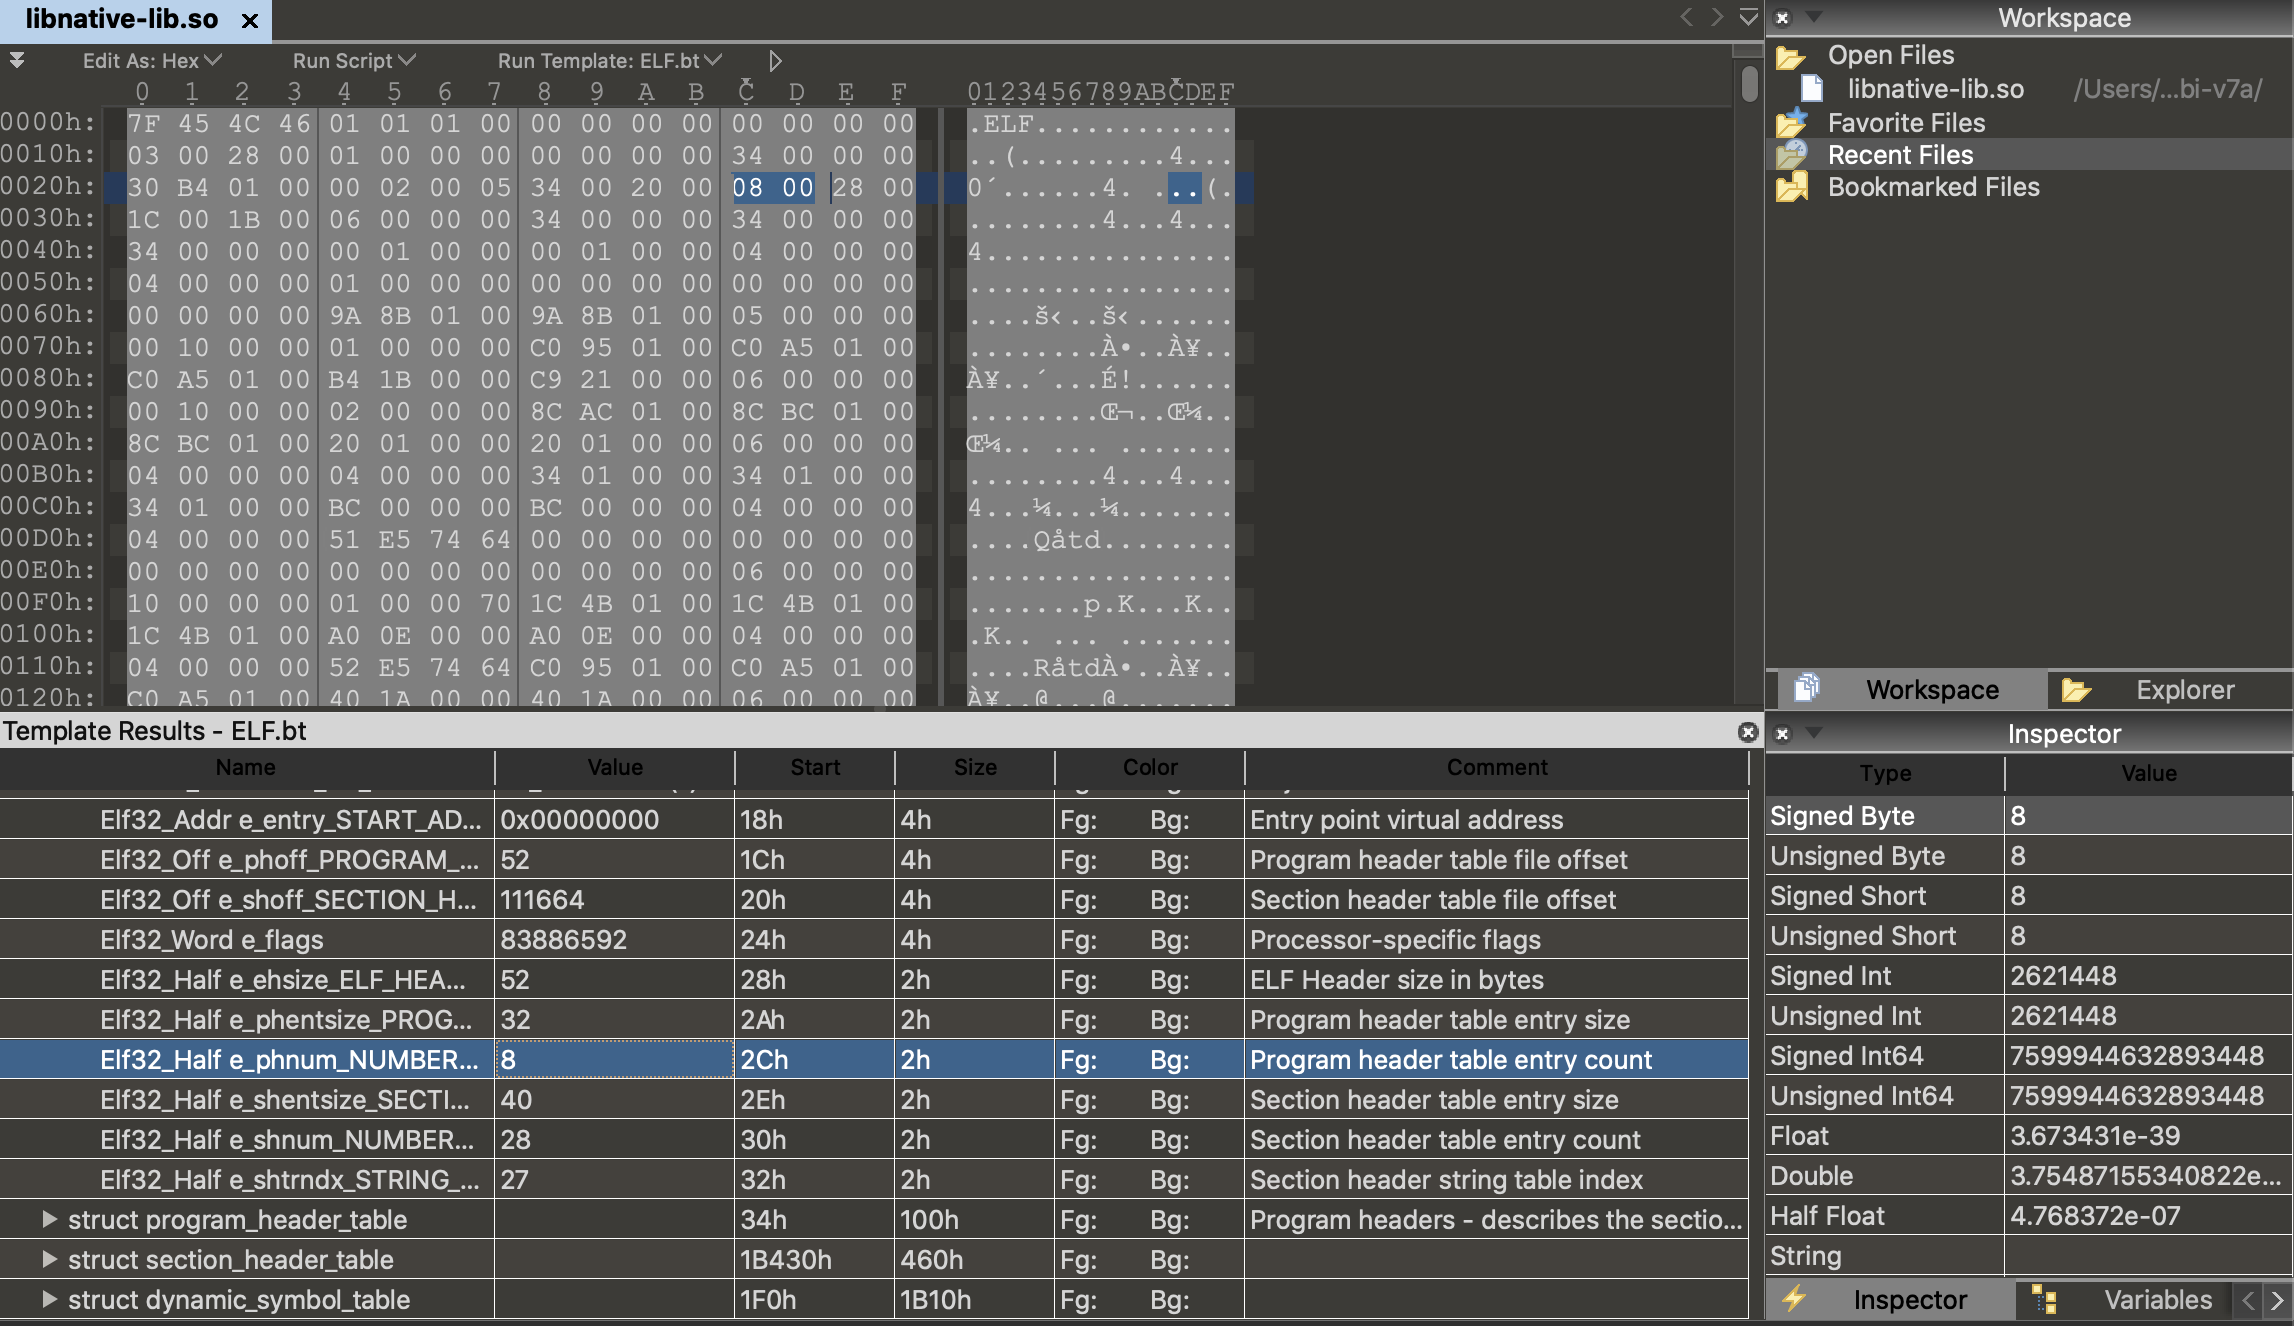 libnative-lib.so ×
Edit As: Hex Run Script Run Template: ELF.bt
0 1 2 3 4 5 6 7 8 9 A B C D E F 0123456789ABCDEF
0000h: 7F 45 4C 46 01 01 01 00 00 00 00 00 00 00 00 00 .ELF............
0010h: 03 00 28 00 01 00 00 00 00 00 00 00 34 00 00 00 ..(.........4...
0020h: 30 B4 01 00 00 02 00 05 34 00 20 00 08 00 28 00 0´......4. ...(.
0030h: 1C 00 1B 00 06 00 00 00 34 00 00 00 34 00 00 00 ........4...4...
0040h: 34 00 00 00 00 01 00 00 00 01 00 00 04 00 00 00 4...............
0050h: 04 00 00 00 01 00 00 00 00 00 00 00 00 00 00 00 ................
0060h: 00 00 00 00 9A 8B 01 00 9A 8B 01 00 05 00 00 00 ....š‹..š‹......
0070h: 00 10 00 00 01 00 00 00 C0 95 01 00 C0 A5 01 00 ........À•..À¥..
0080h: C0 A5 01 00 B4 1B 00 00 C9 21 00 00 06 00 00 00 À¥..´...É!......
0090h: 00 10 00 00 02 00 00 00 8C AC 01 00 8C BC 01 00 ........Œ¬..Œ¼..
00A0h: 8C BC 01 00 20 01 00 00 20 01 00 00 06 00 00 00 Œ¼.. ... .......
00B0h: 04 00 00 00 04 00 00 00 34 01 00 00 34 01 00 00 ........4...4...
00C0h: 34 01 00 00 BC 00 00 00 BC 00 00 00 04 00 00 00 4...¼...¼.......
00D0h: 04 00 00 00 51 E5 74 64 00 00 00 00 00 00 00 00 ....Qåtd........
00E0h: 00 00 00 00 00 00 00 00 00 00 00 00 06 00 00 00 ................
00F0h: 10 00 00 00 01 00 00 70 1C 4B 01 00 1C 4B 01 00 .......p.K...K..
0100h: 1C 4B 01 00 A0 0E 00 00 A0 0E 00 00 04 00 00 00 .K.. ... .......
0110h: 04 00 00 00 52 E5 74 64 C0 95 01 00 C0 A5 01 00 ....RåtdÀ•..À¥..
0120h: C0 A5 01 00 40 1A 00 00 40 1A 00 00 06 00 00 00 À¥..@...@.......
Template Results - ELF.bt
Name Value Start Size Color Comment
Elf32_Addr e_entry_START_AD... 0x00000000 18h 4h Fg: Bg: Entry point virtual address
Elf32_Off e_phoff_PROGRAM_... 52 1Ch 4h Fg: Bg: Program header table file offset
Elf32_Off e_shoff_SECTION_H... 111664 20h 4h Fg: Bg: Section header table file offset
Elf32_Word e_flags 83886592 24h 4h Fg: Bg: Processor-specific flags
Elf32_Half e_ehsize_ELF_HEA... 52 28h 2h Fg: Bg: ELF Header size in bytes
Elf32_Half e_phentsize_PROG... 32 2Ah 2h Fg: Bg: Program header table entry size
Elf32_Half e_phnum_NUMBER... 8 2Ch 2h Fg: Bg: Program header table entry count
Elf32_Half e_shentsize_SECTI... 40 2Eh 2h Fg: Bg: Section header table entry size
Elf32_Half e_shnum_NUMBER... 28 30h 2h Fg: Bg: Section header table entry count
Elf32_Half e_shtrndx_STRING_... 27 32h 2h Fg: Bg: Section header string table index
struct program_header_table 34h 100h Fg: Bg: Program headers - describes the sectio...
struct section_header_table 1B430h 460h Fg: Bg:
struct dynamic_symbol_table 1F0h 1B10h Fg: Bg:
Workspace
Open Files
libnative-lib.so /Users/...bi-v7a/
Favorite Files
Recent Files
Bookmarked Files
Workspace Explorer
Inspector
Type Value
Signed Byte 8
Unsigned Byte 8
Signed Short 8
Unsigned Short 8
Signed Int 2621448
Unsigned Int 2621448
Signed Int64 7599944632893448
Unsigned Int64 7599944632893448
Float 3.673431e-39
Double 3.75487155340822e...
Half Float 4.768372e-07
String
Inspector Variables